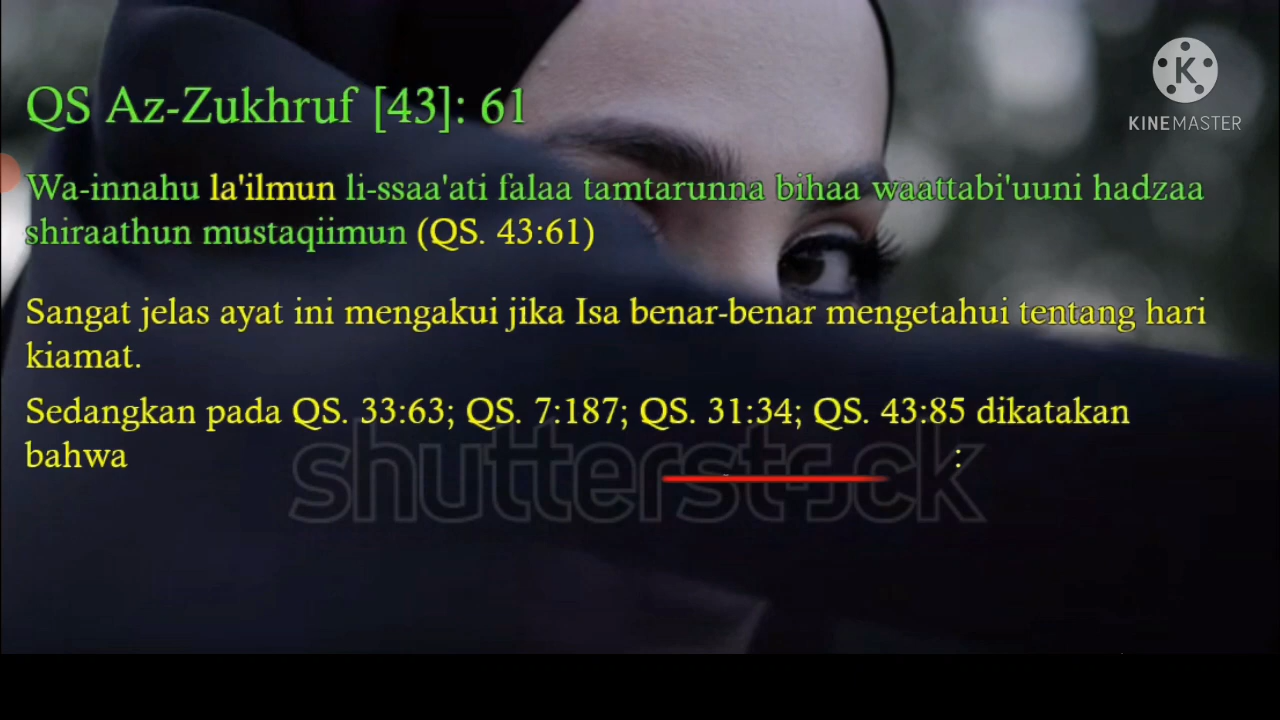 KINEMASTER
QS Az-Zukhruf [43]: 61
Wa-innahu la'ilmun li-ssaa'ati falaa tamtarunna bihaa waattabi'uuni hadzaa
shiraathun mustaqiimun (QS. 43:61)
Sangat jelas ayat ini mengakui jika Isa benar-benar mengetahui tentang hari
kiamat.
Sedangkan pada QS. 33:63; QS. 7:187; QS. 31:34; QS. 43:85 dikatakan
bahwa :
shutterstock